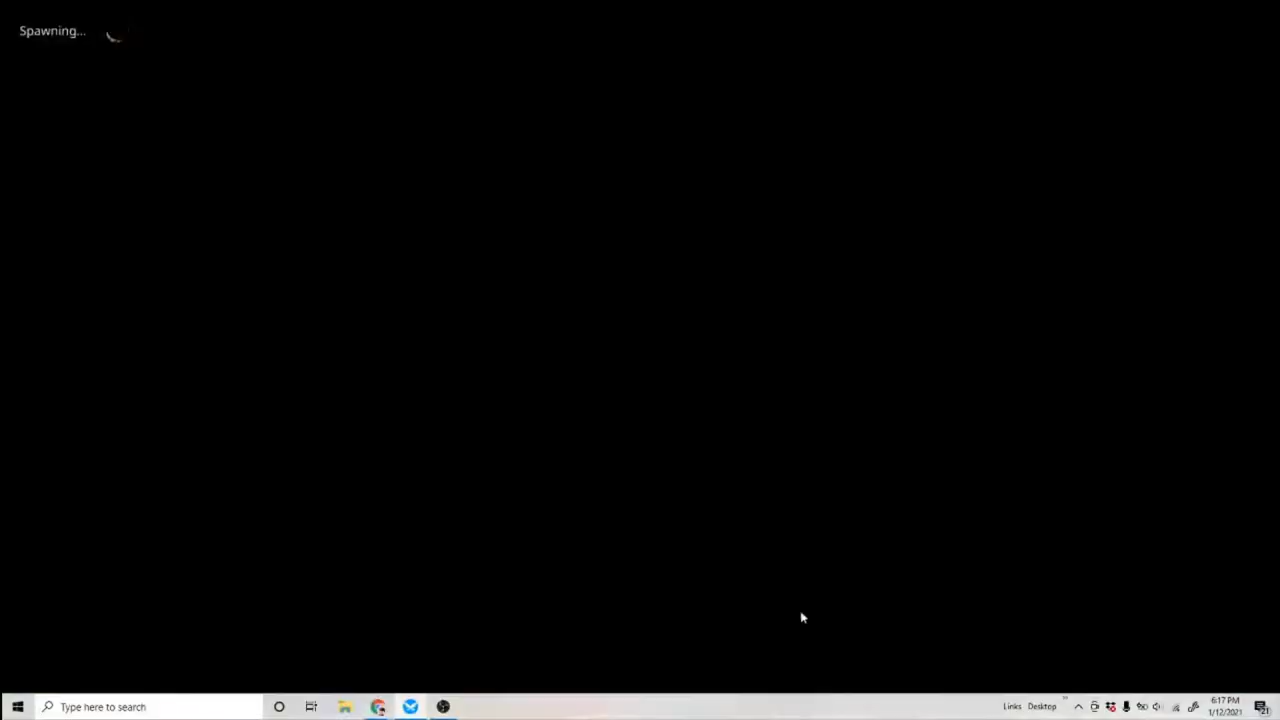 Spawning...
Type here to search
Links
Desktop
6:17 PM
1/12/2021